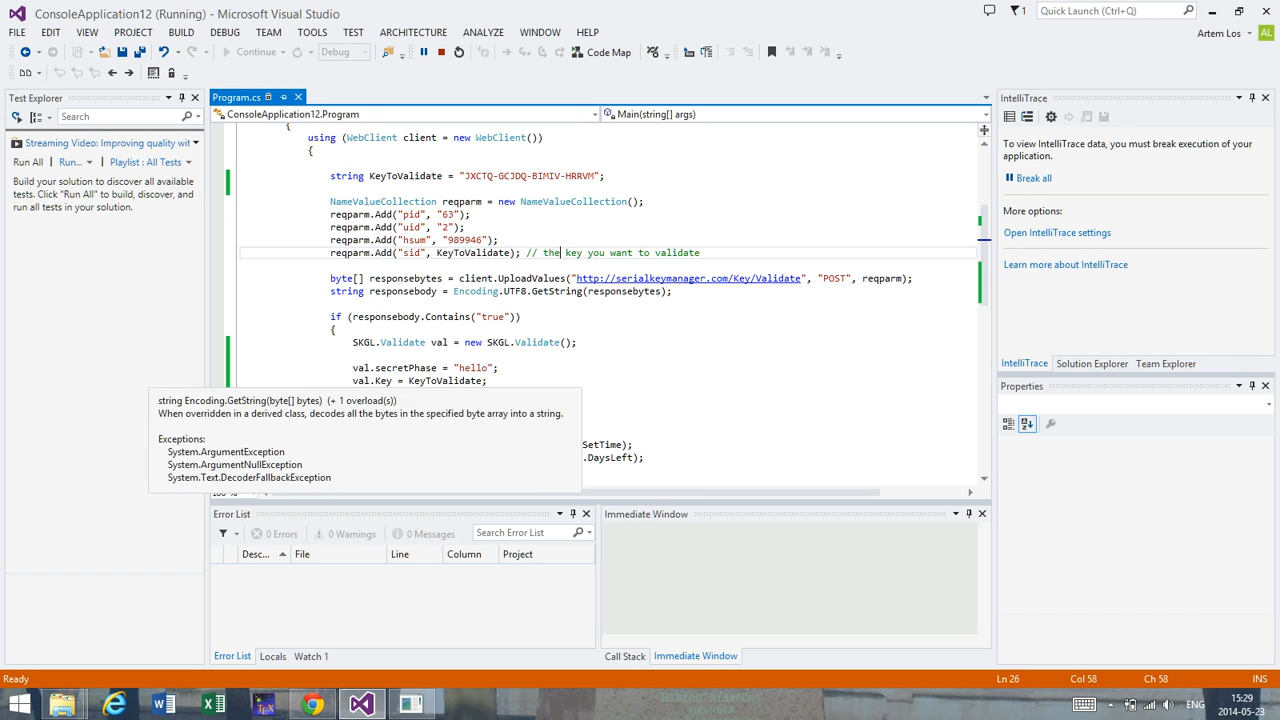 ConsoleApplication12 (Running) - Microsoft Visual Studio
1
Quick Launch (Ctrl+Q)
FILE EDIT VIEW PROJECT BUILD DEBUG TEAM TOOLS TEST ARCHITECTURE ANALYZE WINDOW HELP
Artem Los AL
Continue Debug Code Map
Test Explorer
Search
Streaming Video: Improving quality wit
Run All Run... Playlist : All Tests
Build your solution to discover all available
tests. Click "Run All" to build, discover, and
run all tests in your solution.
Program.cs
ConsoleApplication12.Program
Main(string[] args)
{
using (WebClient client = new WebClient())
{
string KeyToValidate = "JXCTQ-GCJDQ-BIMIV-HRRVM";
NameValueCollection reqparm = new NameValueCollection();
reqparm.Add("pid", "63");
reqparm.Add("uid", "2");
reqparm.Add("hsum", "989946");
reqparm.Add("sid", KeyToValidate); // the key you want to validate
byte[] responsebytes = client.UploadValues("http://serialkeymanager.com/Key/Validate", "POST", reqparm);
string responsebody = Encoding.UTF8.GetString(responsebytes);
if (responsebody.Contains("true"))
{
SKGL.Validate val = new SKGL.Validate();
val.secretPhase = "hello";
val.Key = KeyToValidate;
string Encoding.GetString(byte[] bytes) (+ 1 overload(s))
When overridden in a derived class, decodes all the bytes in the specified byte array into a string.
Exceptions:
System.ArgumentException
System.ArgumentNullException
System.Text.DecoderFallbackException
SetTime);
.DaysLeft);
100 %
Error List
0 Errors 0 Warnings 0 Messages Search Error List
Desc... File Line Column Project
Error List Locals Watch 1
Immediate Window
Call Stack Immediate Window
IntelliTrace
To view IntelliTrace data, you must break execution of your
application.
Break all
More options:
Open IntelliTrace settings
Learn more about IntelliTrace
IntelliTrace Solution Explorer Team Explorer
Properties
Ready
Ln 26 Col 58 Ch 58 INS
ENG
15:29
2014-05-23